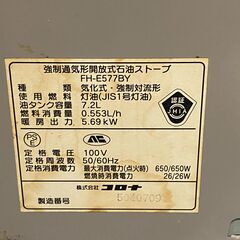 強制通気形開放式石油ストーブ
FH-E577BY
種類 気化式・強制対流形
使用燃料 灯油(JIS1号灯油)
油タンク容量 7.2L
燃料消費量 0.553L/h
暖房出力 5.69kW
認証
JHIA
PS
E
定格電圧 100V
定格周波数 50/60Hz
定格消費電力 最大消費電力(点火時) 650/650W
燃焼時消費電力 26/26W
株式会社 コロナ
製造番号 5040709